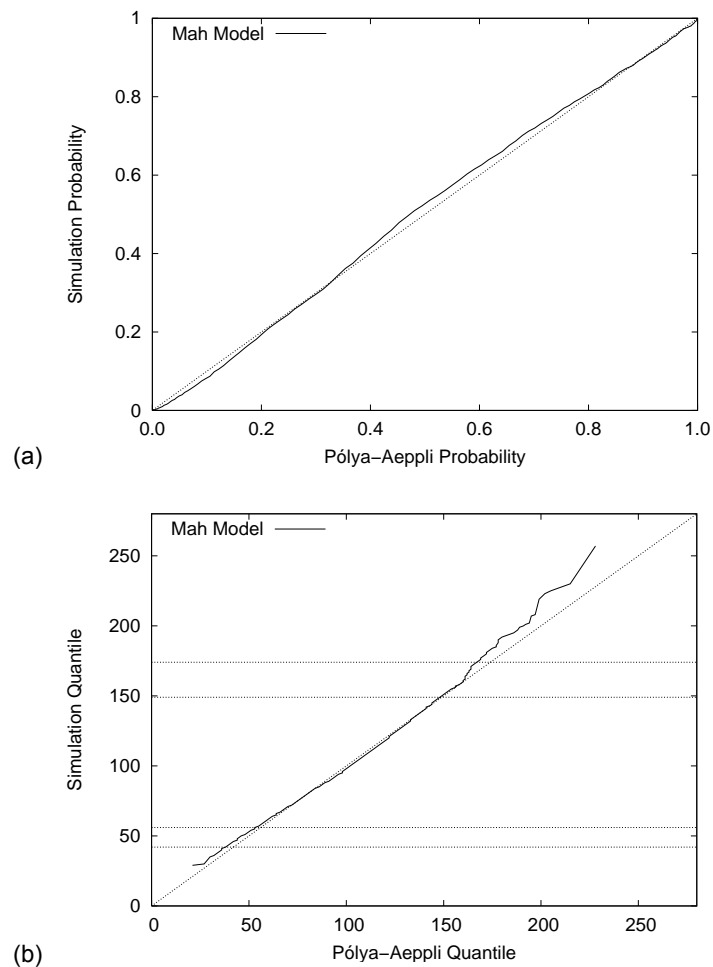 1
Mah Model
0.8
0.6
Simulation Probability
0.4
0.2
0
0.0 0.2 0.4 0.6 0.8 1.0
(a)
Pólya−Aeppli Probability
Mah Model
250
200
Simulation Quantile
150
100
50
0
0 50 100 150 200 250
(b)
Pólya−Aeppli Quantile